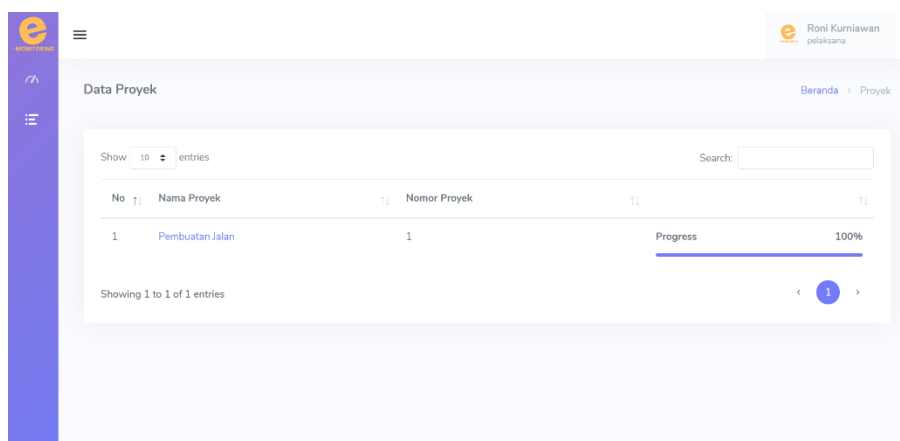 e
MONITORING
Roni Kurniawan
pelaksana
Data Proyek
Beranda > Proyek
Show 10 entries
Search:
No Nama Proyek Nomor Proyek
1 Pembuatan Jalan 1 Progress 100%
Showing 1 to 1 of 1 entries
‹ 1 ›